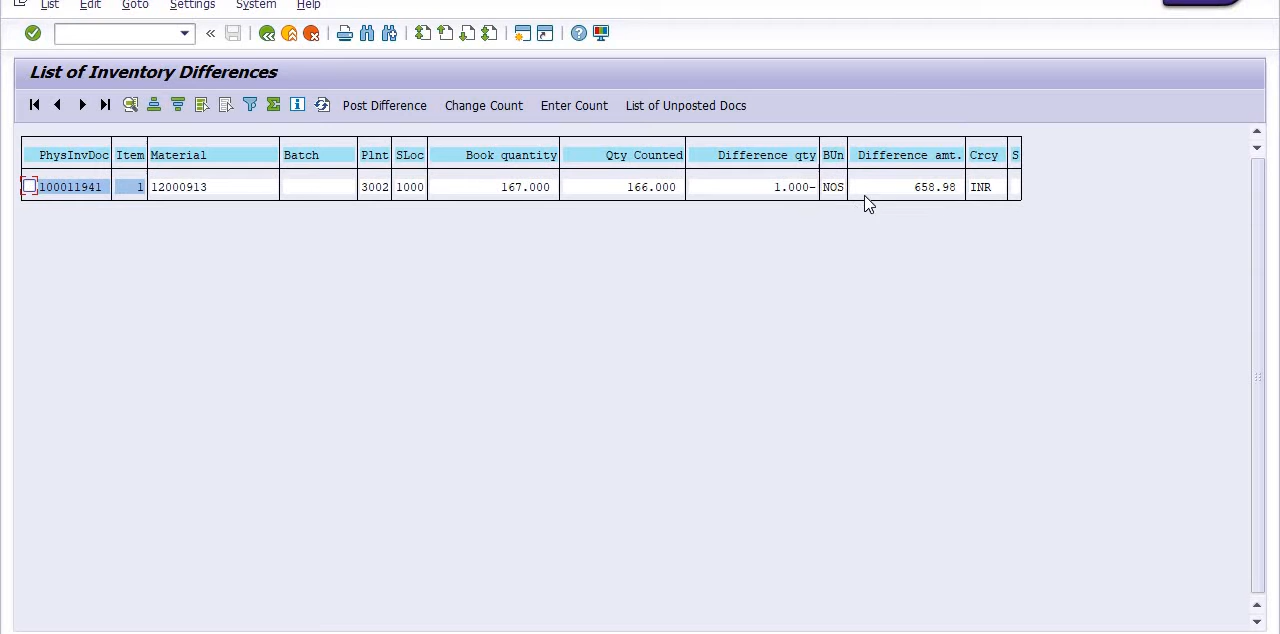 List Edit Goto Settings System Help
List of Inventory Differences
Post Difference Change Count Enter Count List of Unposted Docs
PhysInvDoc Item Material Batch Plnt SLoc Book quantity Qty Counted Difference qty BUn Difference amt. Crcy S
100011941 1 12000913 3002 1000 167.000 166.000 1.000- NOS 658.98 INR